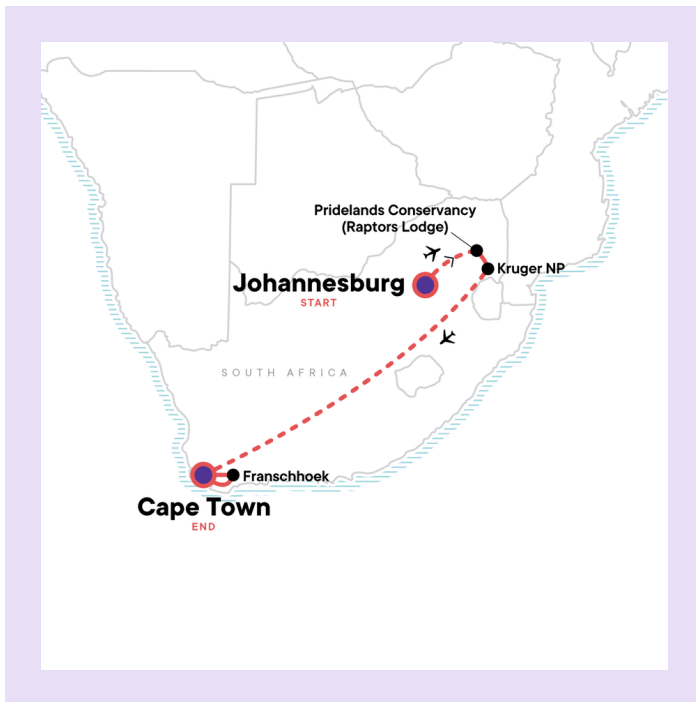 Pridelands Conservancy
(Raptors Lodge)
Kruger NP
Johannesburg
START
SOUTH AFRICA
Franschhoek
Cape Town
END